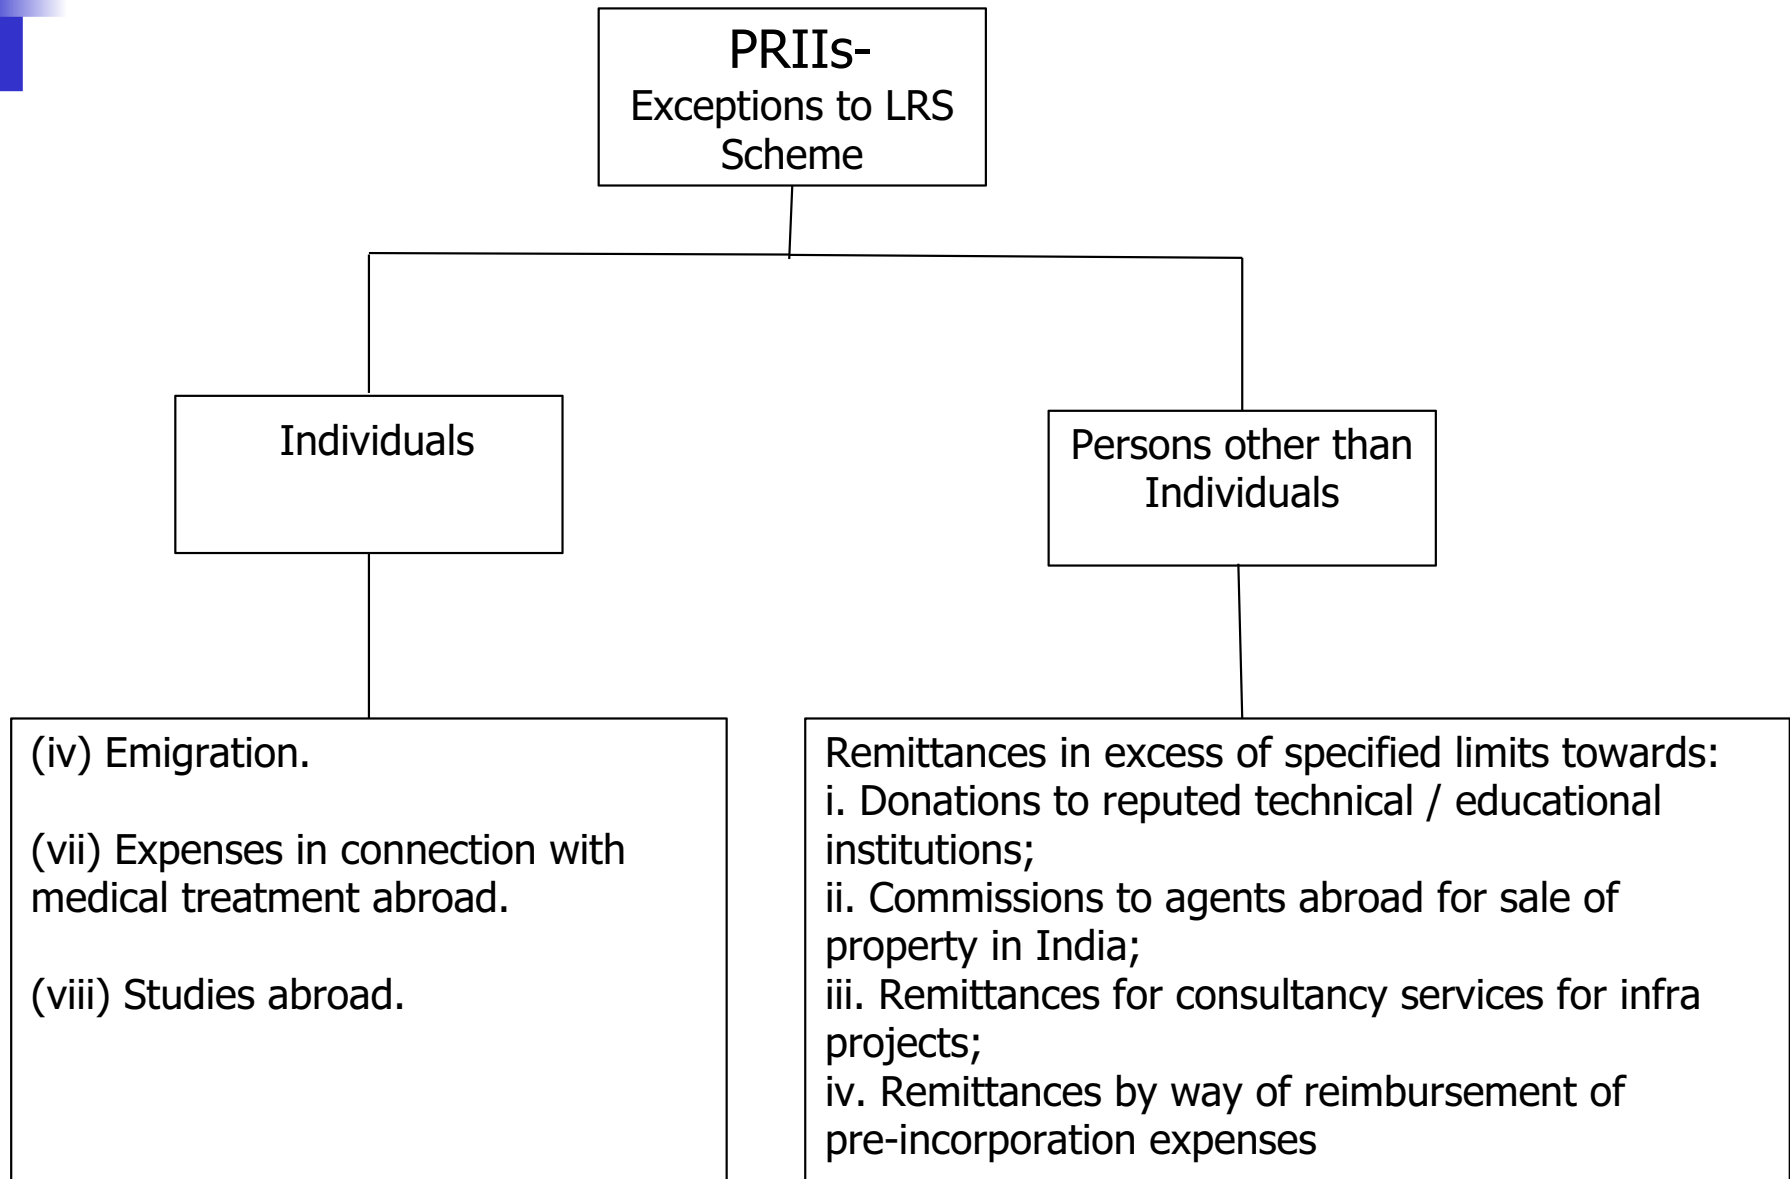 PRIIs-
Exceptions to LRS
Scheme
Individuals
Persons other than
Individuals
(iv) Emigration.
(vii) Expenses in connection with
medical treatment abroad.
(viii) Studies abroad.
Remittances in excess of specified limits towards:
i. Donations to reputed technical / educational
institutions;
ii. Commissions to agents abroad for sale of
property in India;
iii. Remittances for consultancy services for infra
projects;
iv. Remittances by way of reimbursement of
pre-incorporation expenses